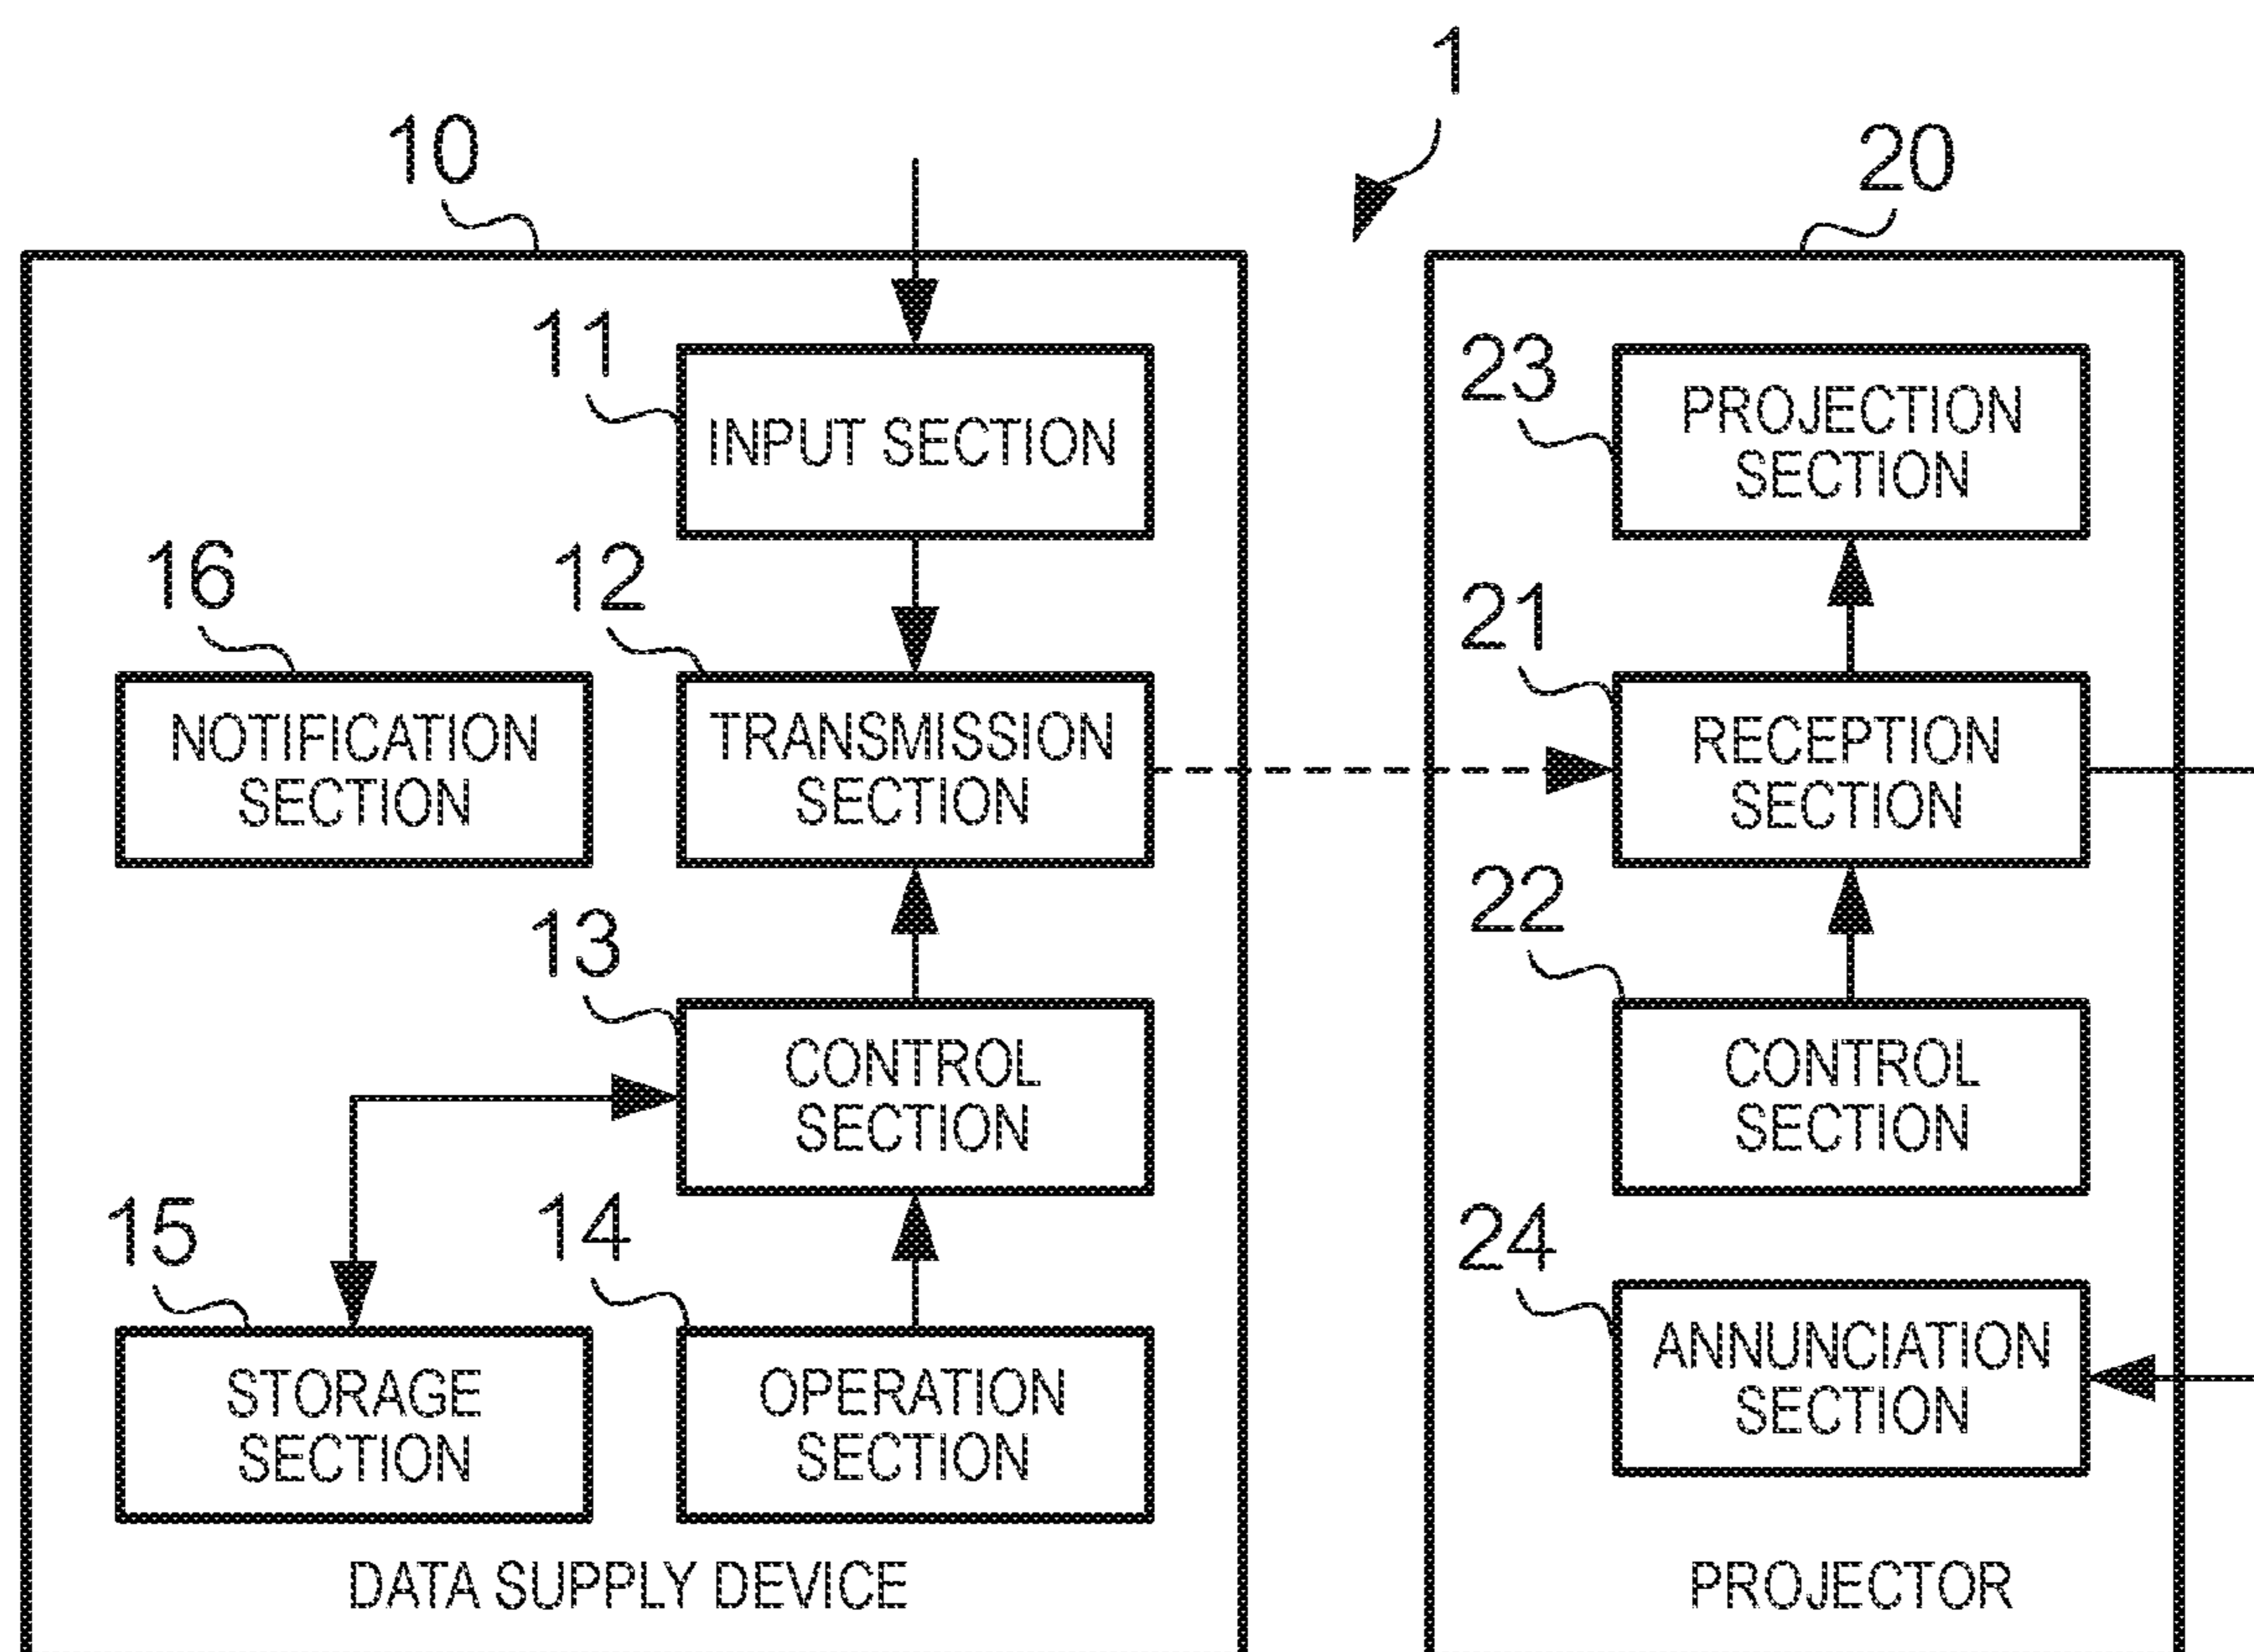 1
10
20
11
INPUT SECTION
23
PROJECTION
SECTION
16
NOTIFICATION
SECTION
12
TRANSMISSION
SECTION
21
RECEPTION
SECTION
13
CONTROL
SECTION
22
CONTROL
SECTION
15
STORAGE
SECTION
14
OPERATION
SECTION
24
ANNUNCIATION
SECTION
DATA SUPPLY DEVICE
PROJECTOR